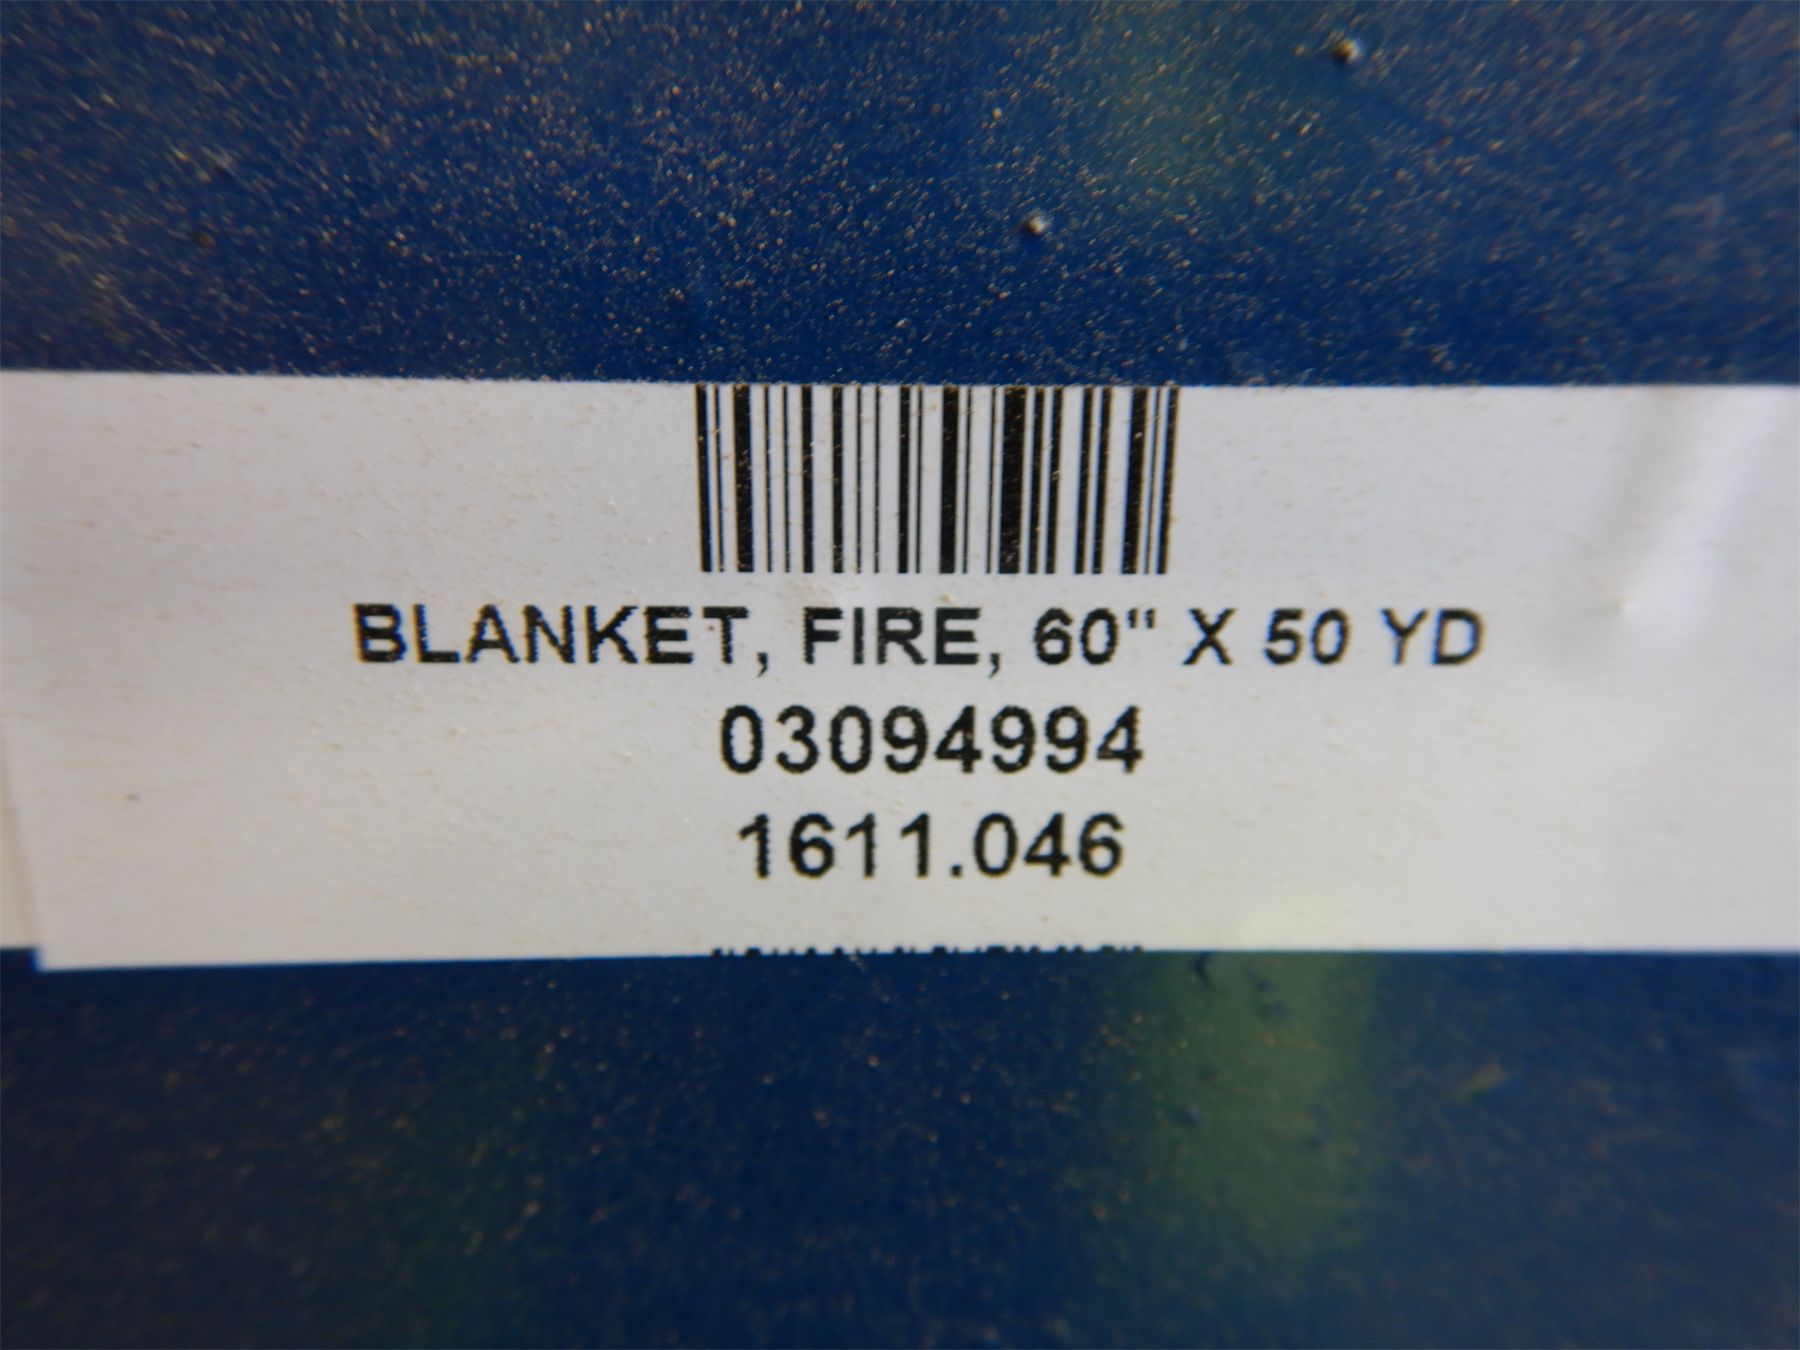 BLANKET, FIRE, 60“ X 50 YD
03094994
1611.046